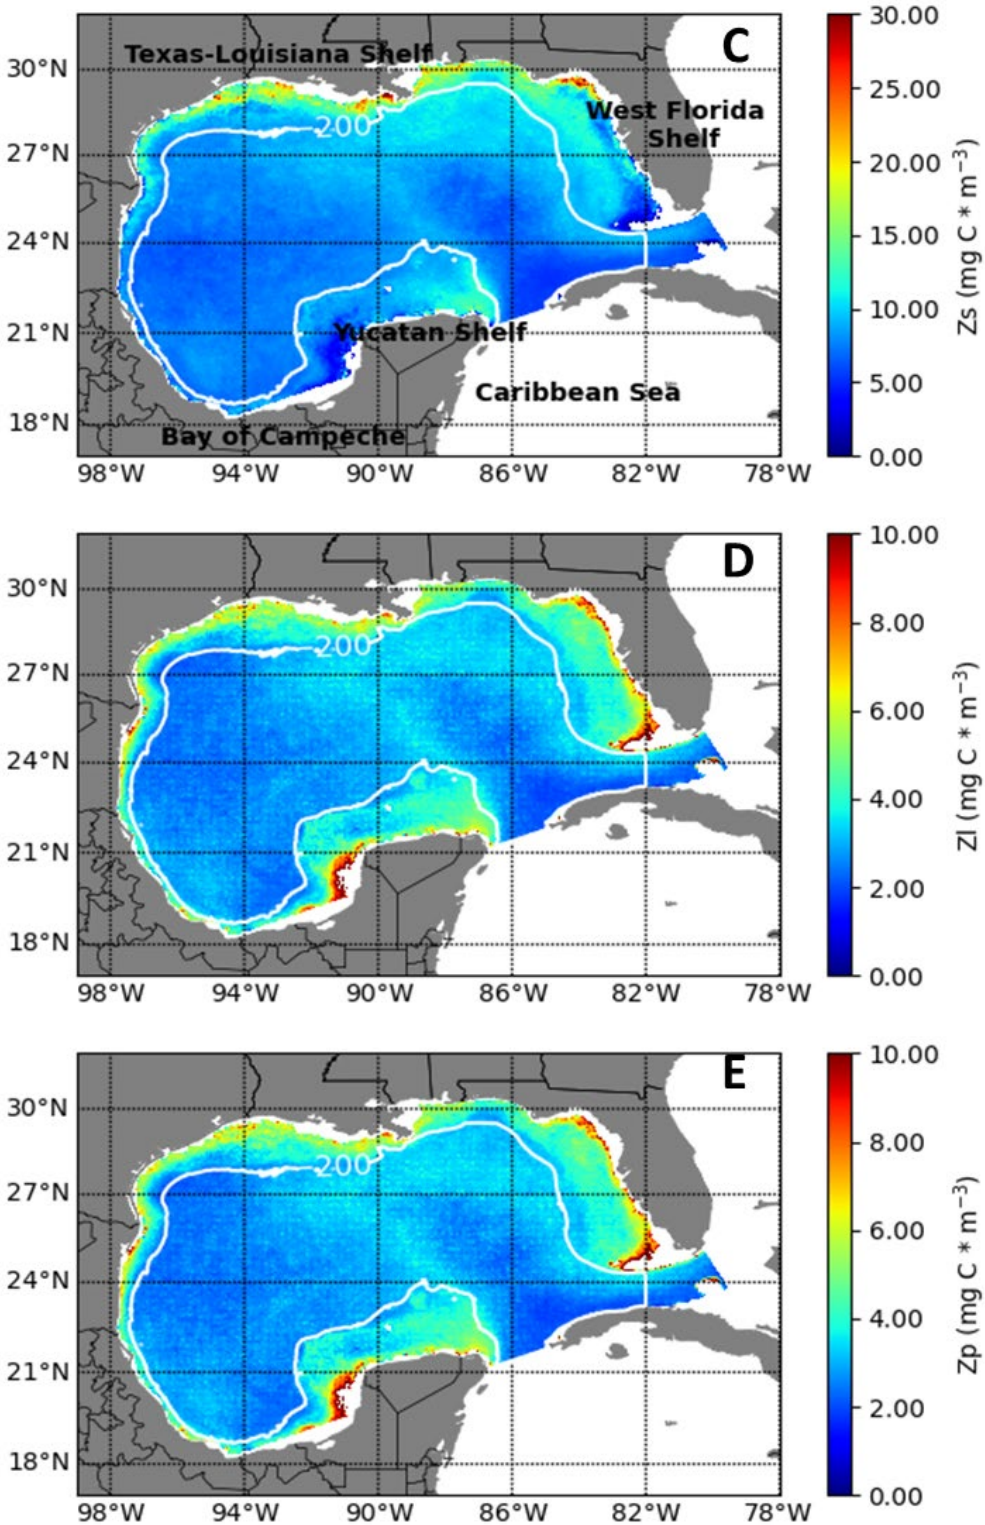 C
30.00
Texas-Louisiana Shelf
30°N
25.00
West Florida
Shelf
200
27°N
20.00
24°N
15.00
Zs (mg C * m⁻³)
10.00
21°N
Yucatan Shelf
5.00
Caribbean Sea
18°N
Bay of Campeche
0.00
98°W 94°W 90°W 86°W 82°W 78°W
D
10.00
30°N
8.00
200
27°N
6.00
24°N
4.00
Zl (mg C * m⁻³)
21°N
2.00
18°N
0.00
98°W 94°W 90°W 86°W 82°W 78°W
E
10.00
30°N
8.00
200
27°N
6.00
24°N
4.00
Zp (mg C * m⁻³)
21°N
2.00
18°N
0.00
98°W 94°W 90°W 86°W 82°W 78°W